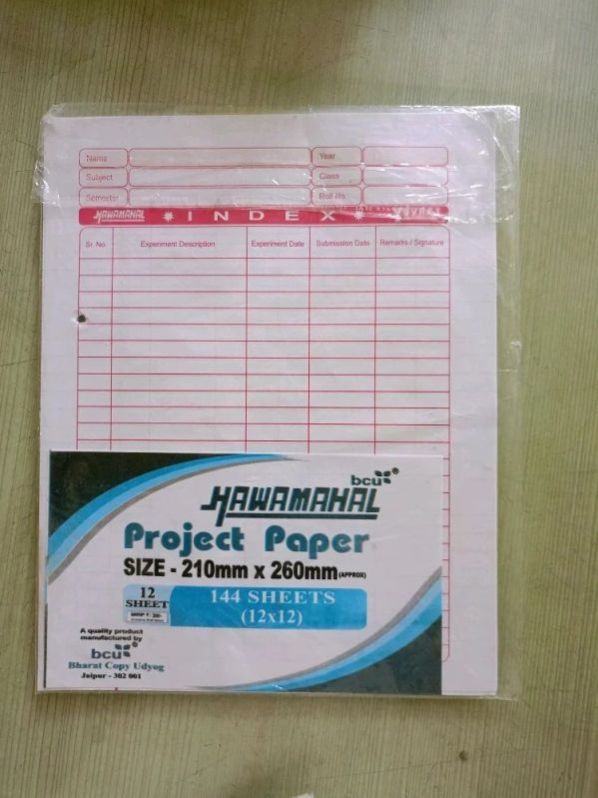 Name Year
Subject Class
Semester Roll No.
HAWAMAHAL INDEX
Sr. No. Experiment Description Experiment Date Submission Date Remarks / Signature
bcu
HAWAMAHAL
Project Paper
SIZE - 210mm x 260mm (APPROX)
12 SHEET
144 SHEETS
(12x12)
A quality product
manufactured by
bcu
Bharat Copy Udyog
Jaipur - 302 001